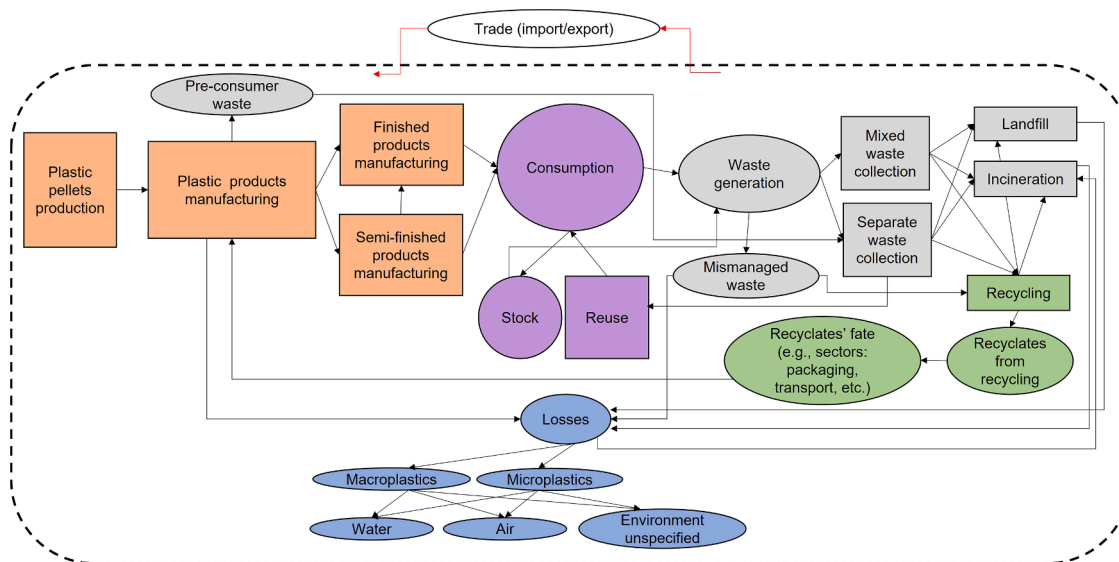 Trade (import/export)
Pre-consumer
waste
Plastic
pellets
production
Plastic products
manufacturing
Finished
products
manufacturing
Semi-finished
products
manufacturing
Consumption
Stock
Reuse
Waste
generation
Mismanaged
waste
Mixed
waste
collection
Separate
waste
collection
Landfill
Incineration
Recycling
Recyclates
from
recycling
Recyclates' fate
(e.g., sectors:
packaging,
transport, etc.)
Losses
Macroplastics
Microplastics
Water
Air
Environment
unspecified